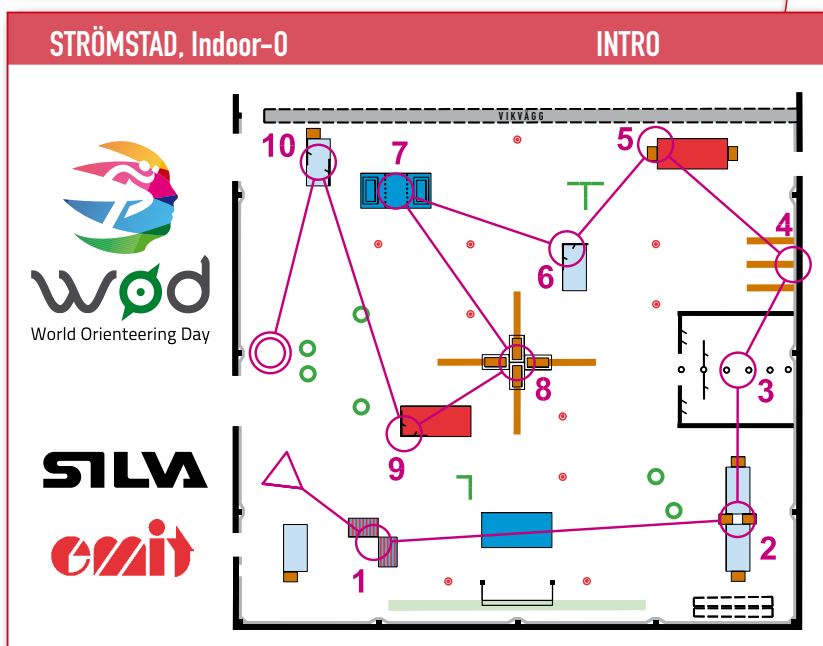 STRÖMSTAD, Indoor-O
INTRO
VIKVÄGG
wod
World Orienteering Day
SILVA
emit
10
7
5
4
6
3
8
9
2
1